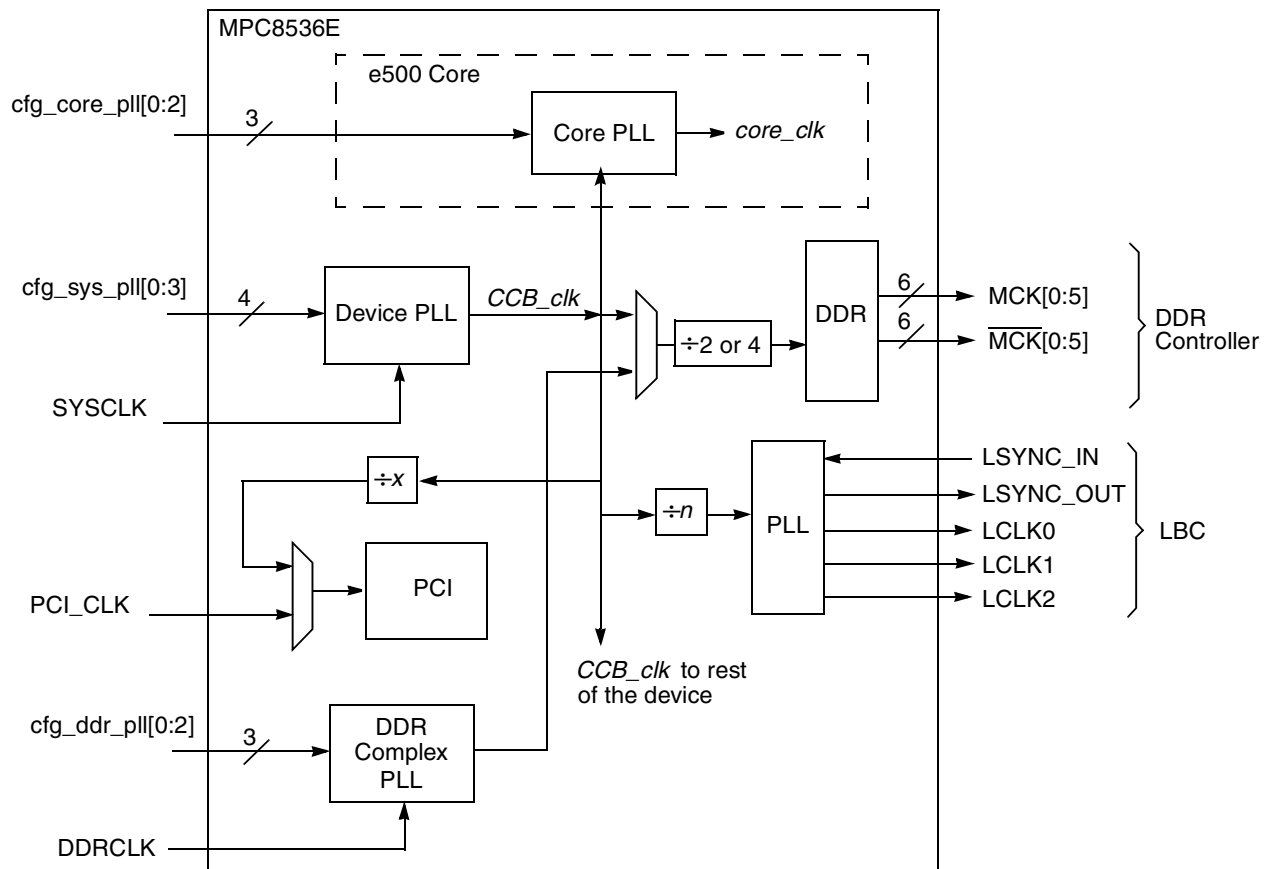 MPC8536E
e500 Core
cfg_core_pll[0:2]
3
Core PLL
core_clk
cfg_sys_pll[0:3]
4
Device PLL
CCB_clk
÷2 or 4
DDR
6
MCK[0:5]
6
M̅C̅K̅[0:5]
DDR
Controller
SYSCLK
÷x
÷n
PLL
LSYNC_IN
LSYNC_OUT
LCLK0
LCLK1
LCLK2
LBC
PCI
PCI_CLK
CCB_clk to rest
of the device
cfg_ddr_pll[0:2]
3
DDR
Complex
PLL
DDRCLK